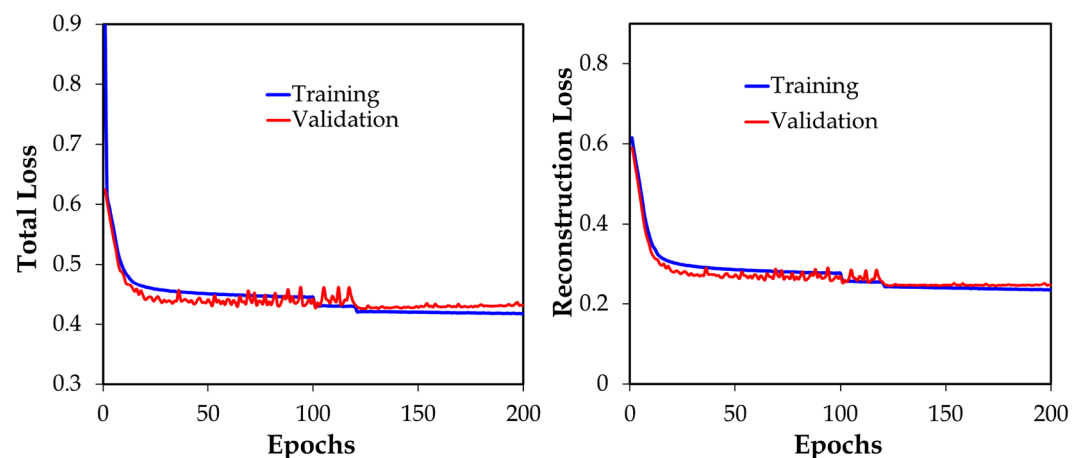 Total Loss
0.9
0.8
0.7
0.6
0.5
0.4
0.3
Training
Validation
0 50 100 150 200
Epochs
Reconstruction Loss
0.8
0.6
0.4
0.2
0
Training
Validation
0 50 100 150 200
Epochs